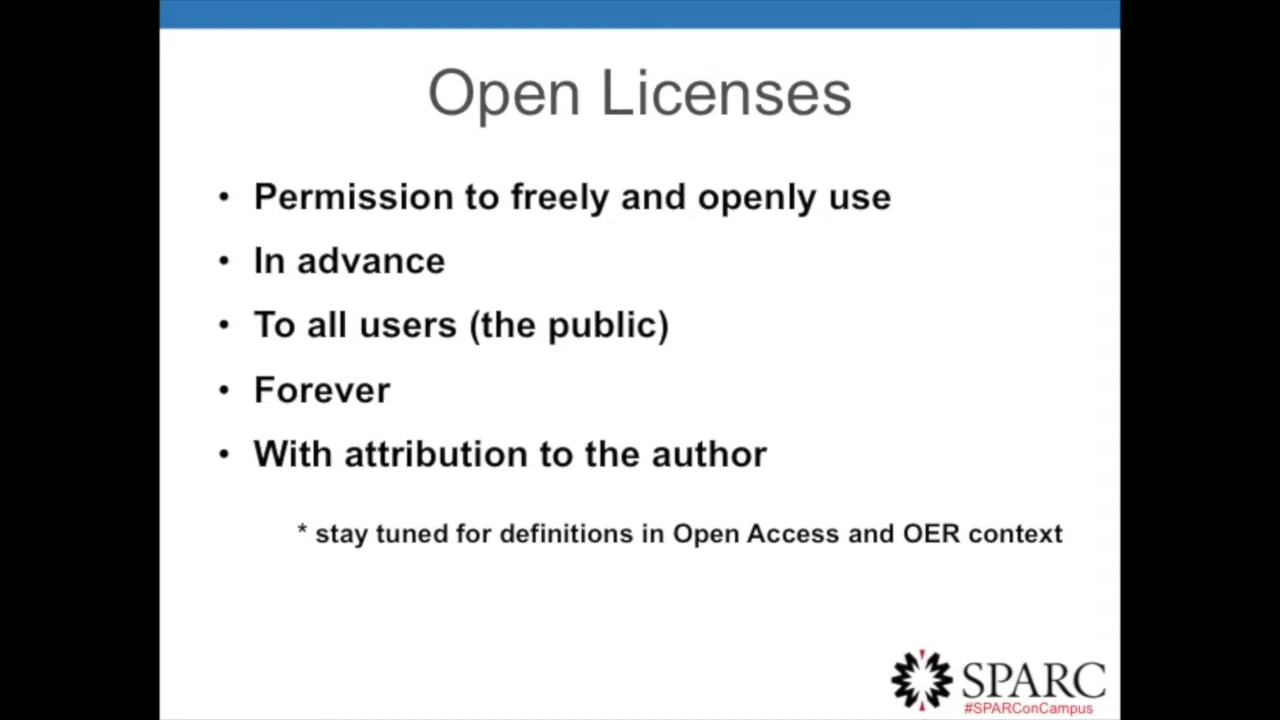 Open Licenses
• Permission to freely and openly use
• In advance
• To all users (the public)
• Forever
• With attribution to the author
* stay tuned for definitions in Open Access and OER context
SPARC
#SPARConCampus